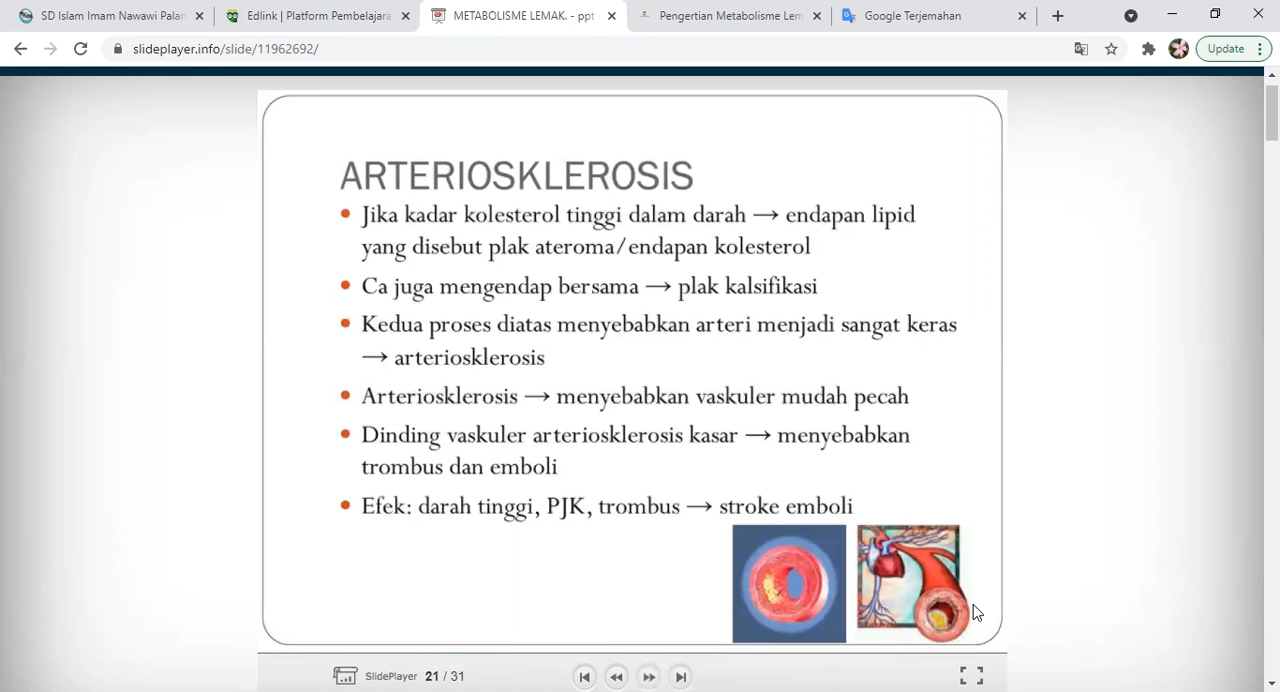 SD Islam Imam Nawawi Palan
Edlink | Platform Pembelajara
METABOLISME LEMAK. - ppt
Pengertian Metabolisme Lem
Google Terjemahan
slideplayer.info/slide/11962692/
Update
ARTERIOSKLEROSIS
• Jika kadar kolesterol tinggi dalam darah → endapan lipid
yang disebut plak ateroma/endapan kolesterol
• Ca juga mengendap bersama → plak kalsifikasi
• Kedua proses diatas menyebabkan arteri menjadi sangat keras
→ arteriosklerosis
• Arteriosklerosis → menyebabkan vaskuler mudah pecah
• Dinding vaskuler arteriosklerosis kasar → menyebabkan
trombus dan emboli
• Efek: darah tinggi, PJK, trombus → stroke emboli
SlidePlayer 21 / 31